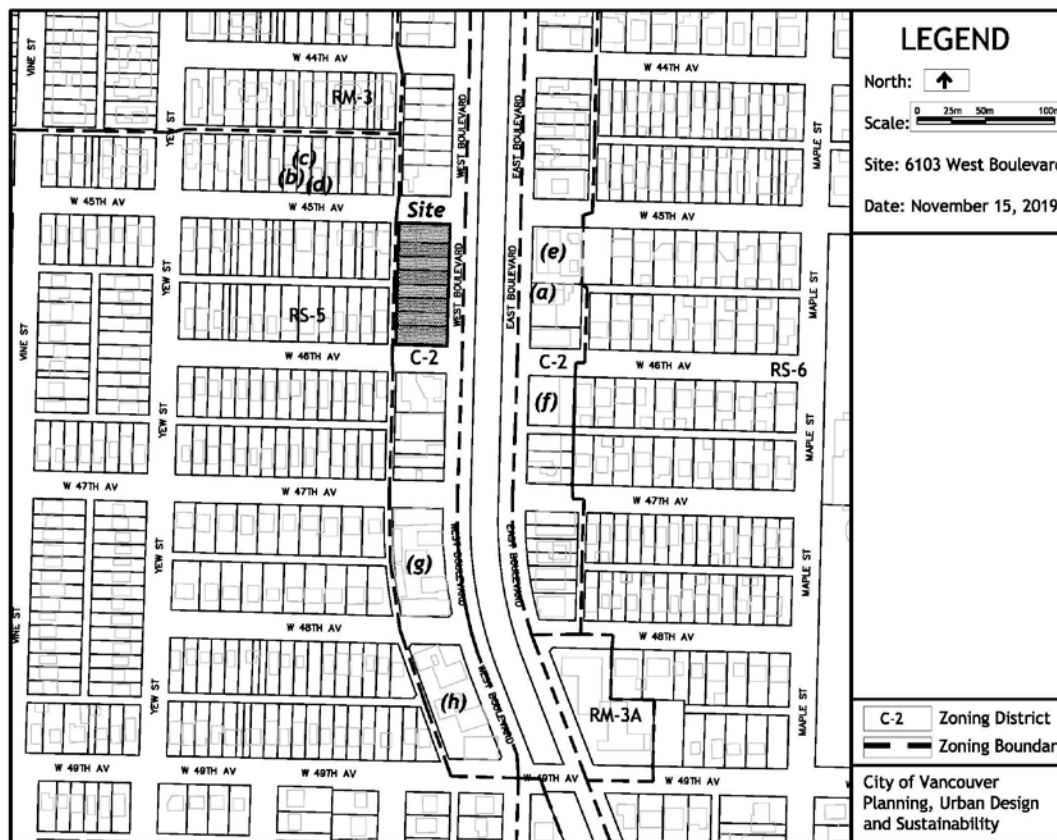 W 44TH AV
W 44TH AV
VINE ST
YEW ST
RM-3
WEST BOULEVARD
EAST BOULEVARD
MAPLE ST
(c)
(b) (d)
W 45TH AV
W 45TH AV
W 45TH AV
Site
(e)
YEW ST
WEST BOULEVARD
EAST BOULEVARD
(a)
MAPLE ST
VINE ST
RS-5
W 46TH AV
C-2
C-2
W 46TH AV
RS-6
(f)
YEW ST
MAPLE ST
W 47TH AV
W 47TH AV
(g)
WEST BOULEVARD
EAST BOULEVARD
YEW ST
MAPLE ST
VINE ST
W 48TH AV
W 48TH AV
(h)
WEST BOULEVARD
RM-3A
YEW ST
MAPLE ST
W 49TH AV
W 49TH AV
W 49TH AV
W 49TH AV
W 49TH AV
LEGEND
North:
Scale:
0 25m 50m 100m
Site: 6103 West Boulevard
Date: November 15, 2019
C-2 Zoning District
Zoning Boundar
City of Vancouver
Planning, Urban Design
and Sustainability